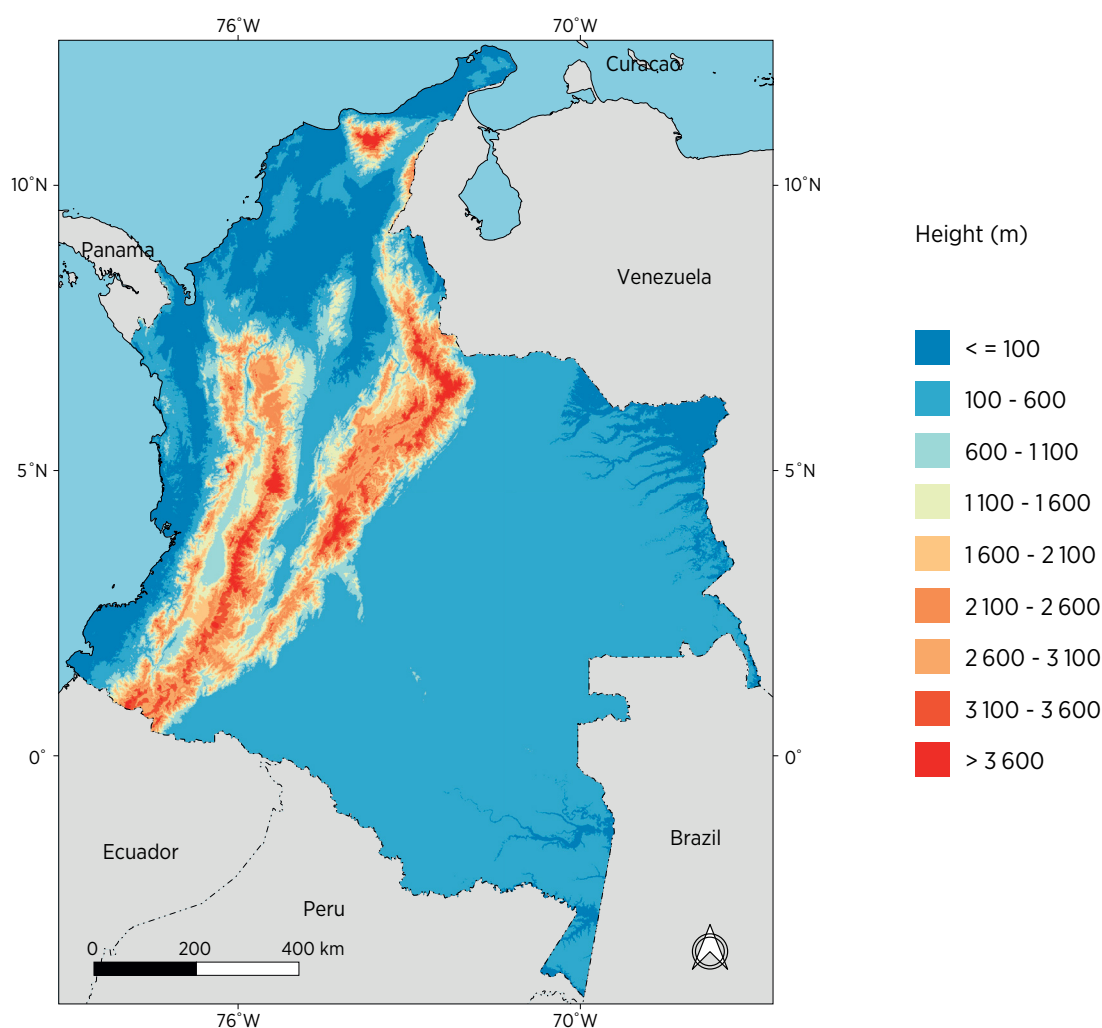 76°W 70°W
Curacao
10°N 10°N
Panama
Venezuela
Height (m)
< = 100
100 - 600
600 - 1 100
1 100 - 1 600
1 600 - 2 100
2 100 - 2 600
2 600 - 3 100
3 100 - 3 600
> 3 600
5°N 5°N
0° 0°
Ecuador
Brazil
Peru
0 200 400 km
76°W 70°W